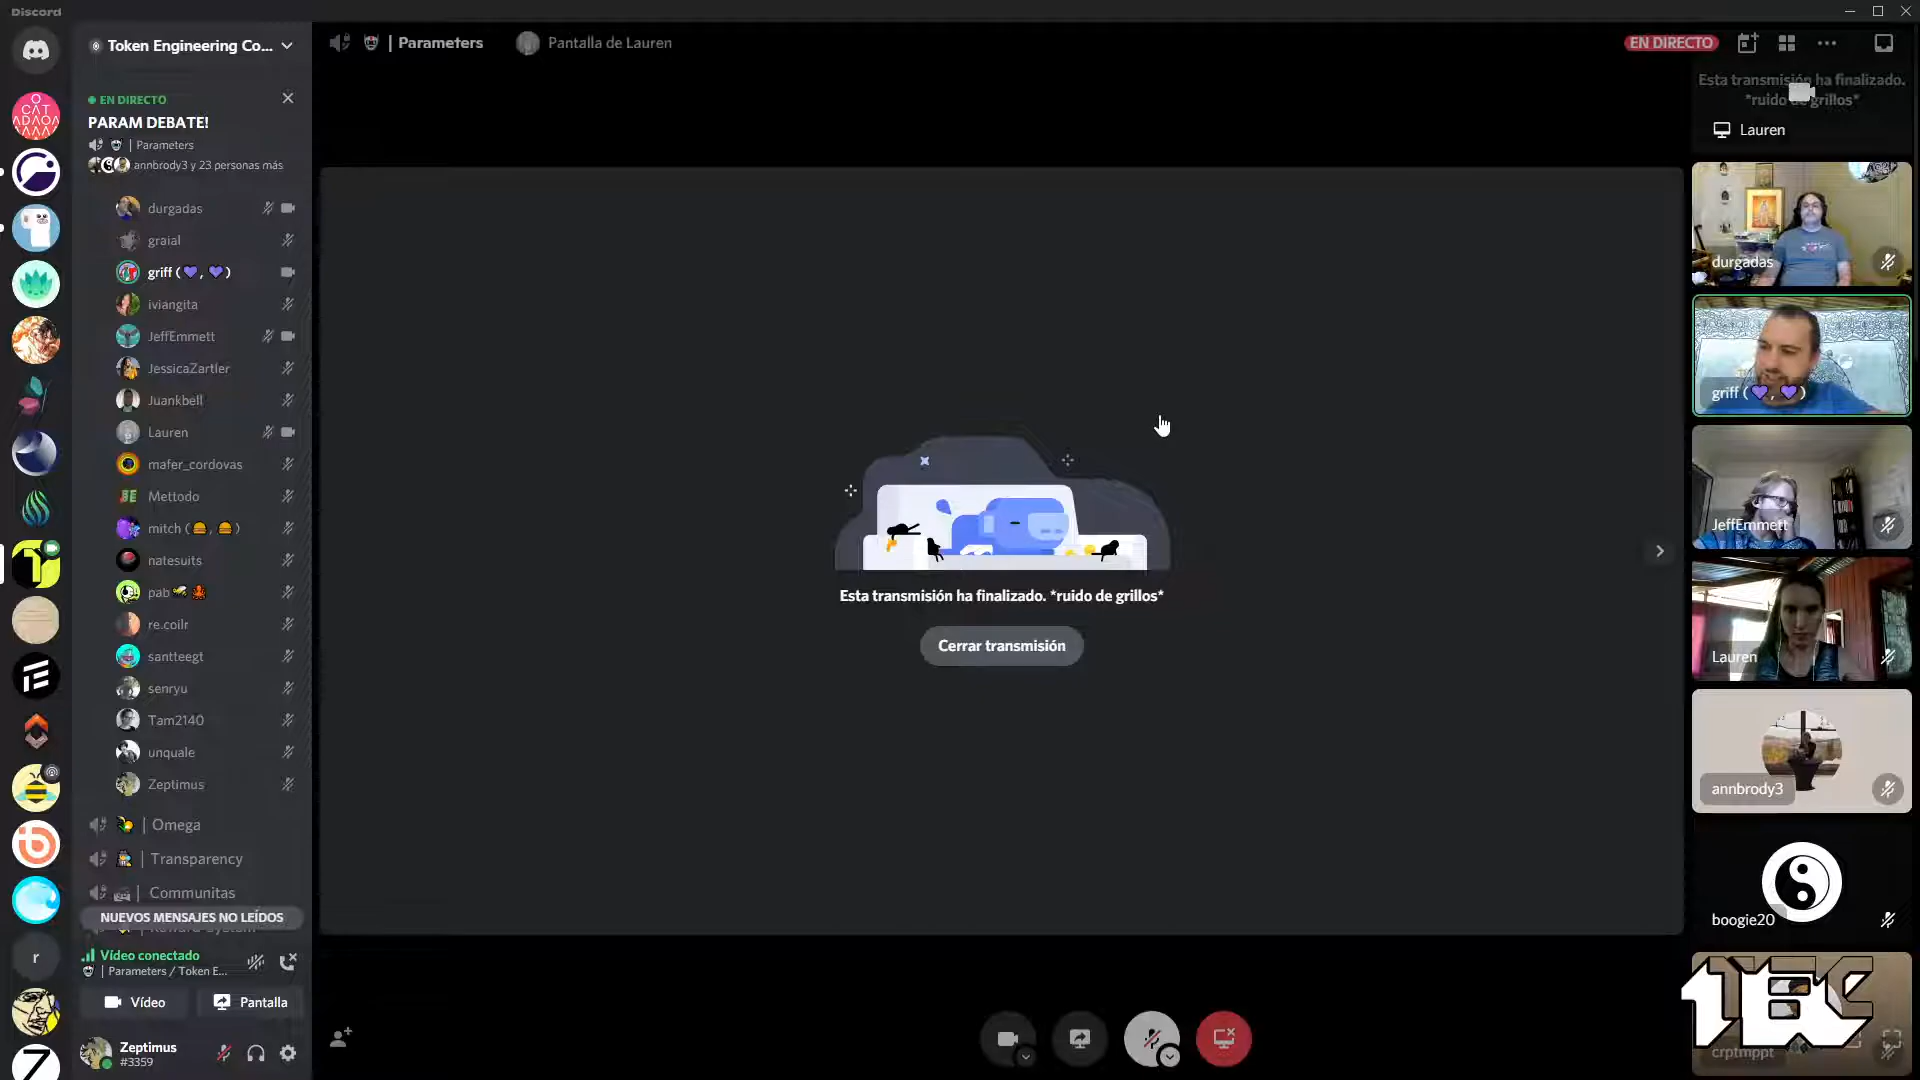 Discord
Token Engineering Co...
EN DIRECTO
PARAM DEBATE!
| Parameters
annbrody3 y 23 personas más
durgadas
graial
griff (💜, 💜)
iviangita
JeffEmmett
JessicaZartler
Juankbell
Lauren
mafer_cordovas
Mettodo
mitch (🍔, 🍔)
natesuits
pab
re.coilr
santteegt
senryu
Tam2140
unquale
Zeptimus
| Omega
| Transparency
| Communitas
NUEVOS MENSAJES NO LEÍDOS
Vídeo conectado
| Parameters / Token E...
Vídeo
Pantalla
Zeptimus
#3359
CAT
ADAO
r
| Parameters
Pantalla de Lauren
EN DIRECTO
Esta transmisión ha finalizado. *ruido de grillos*
Cerrar transmisión
Esta transmisión ha finalizado.
*ruido de grillos*
Lauren
durgadas
griff (💜, 💜)
JeffEmmett
Lauren
annbrody3
boogie20
TEC
crptmppt